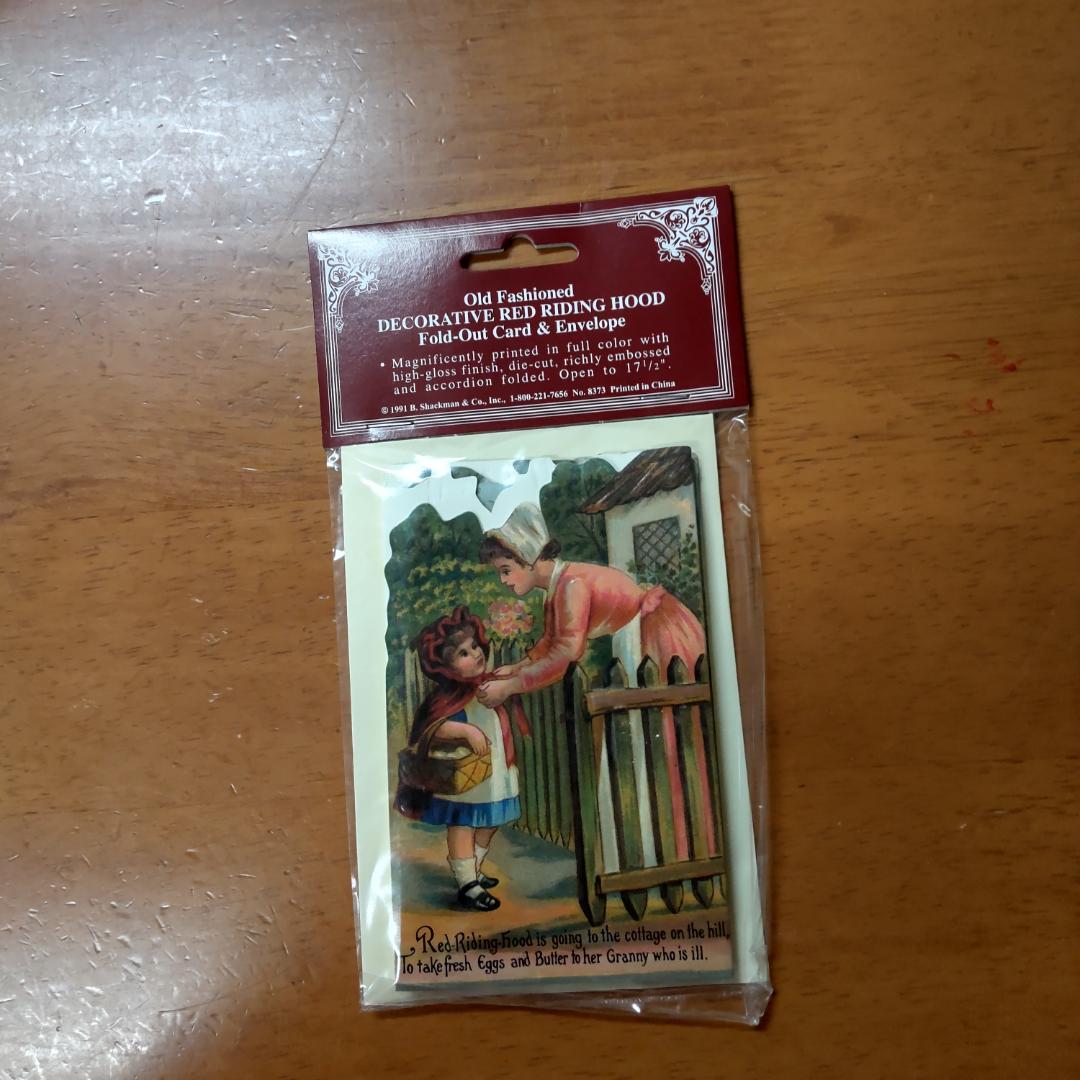 Old Fashioned
DECORATIVE RED RIDING HOOD
Fold-Out Card & Envelope
• Magnificently printed in full color with
high-gloss finish, die-cut, richly embossed
and accordion folded. Open to 17 1/2".
© 1991 B. Shackman & Co., Inc., 1-800-221-7656 No. 8373 Printed in China
Red-Riding-Hood is going to the cottage on the hill,
To take fresh Eggs and Butter to her Granny who is ill.